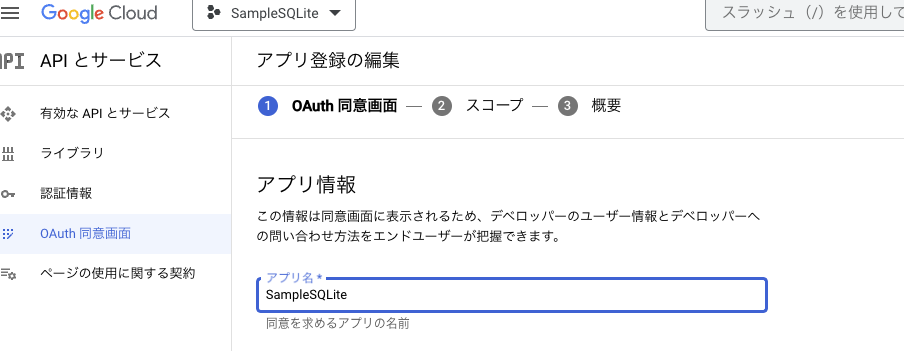 Google Cloud
SampleSQLite
スラッシュ（/）を使用して
API
API とサービス
アプリ登録の編集
1 OAuth 同意画面 — 2 スコープ — 3 概要
有効な API とサービス
ライブラリ
認証情報
OAuth 同意画面
ページの使用に関する契約
アプリ情報
この情報は同意画面に表示されるため、デベロッパーのユーザー情報とデベロッパーへ
の問い合わせ方法をエンドユーザーが把握できます。
アプリ名 *
SampleSQLite
同意を求めるアプリの名前